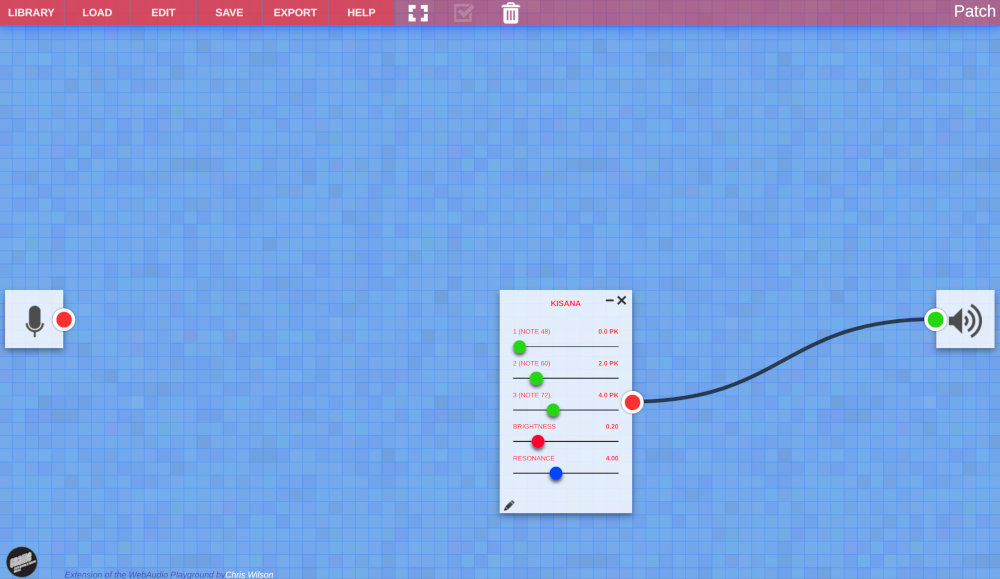 LIBRARY LOAD EDIT SAVE EXPORT HELP Patch
KISANA
1 (NOTE 48) 0.0 PK
2 (NOTE 60) 2.0 PK
3 (NOTE 72) 4.0 PK
BRIGHTNESS 0.20
RESONANCE 4.00
Extension of the WebAudio Playground by Chris Wilson